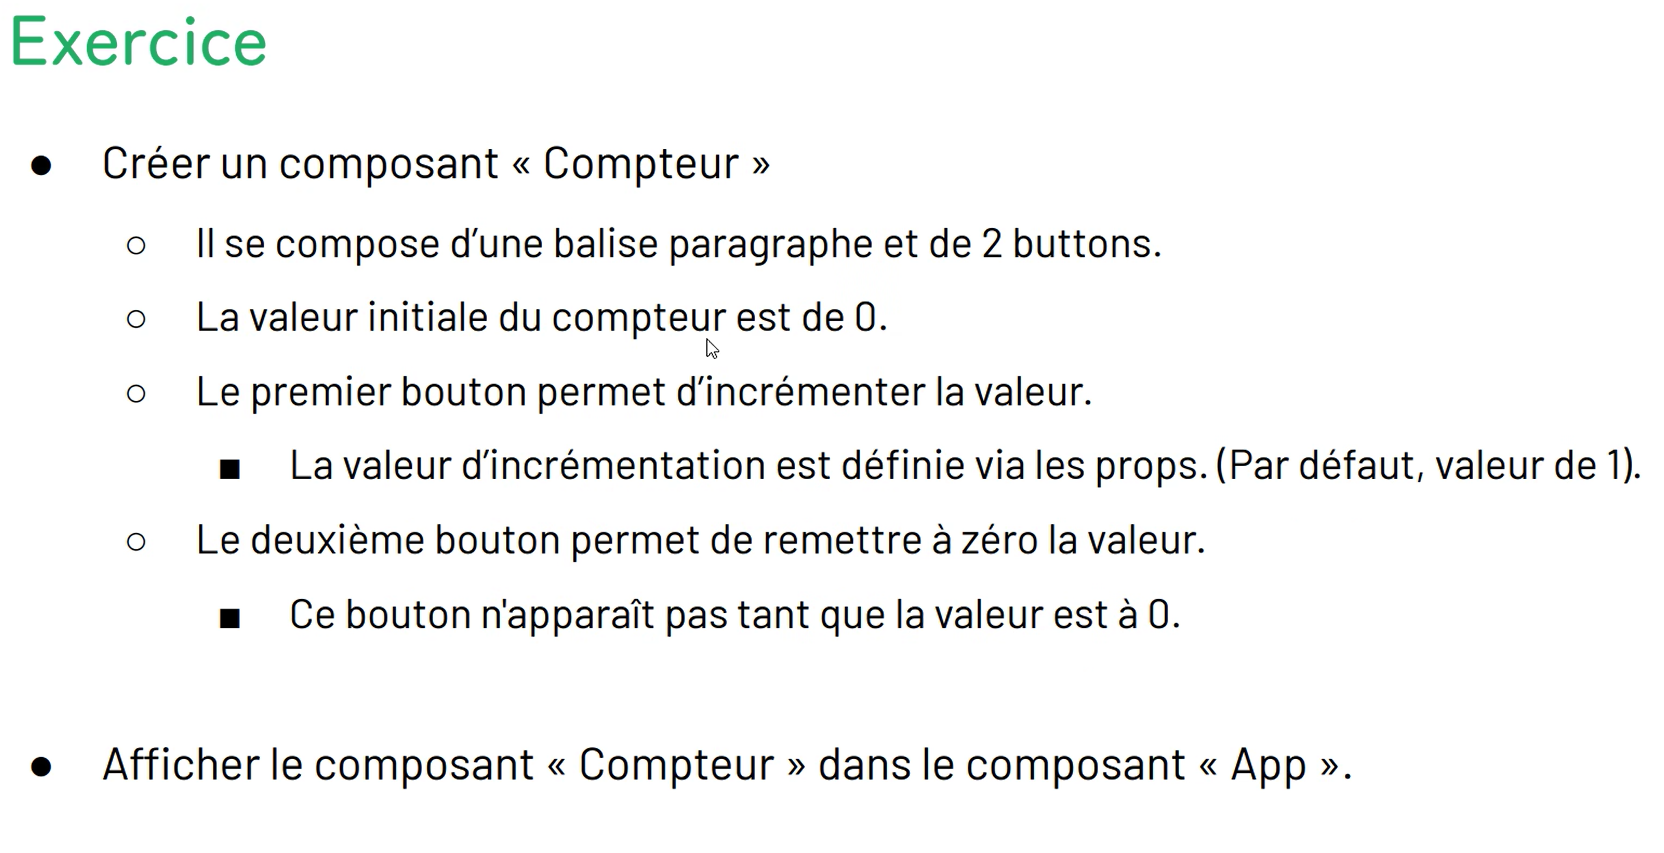 Exercice
● Créer un composant « Compteur »
○ Il se compose d’une balise paragraphe et de 2 buttons.
○ La valeur initiale du compteur est de 0.
○ Le premier bouton permet d’incrémenter la valeur.
■ La valeur d’incrémentation est définie via les props. (Par défaut, valeur de 1).
○ Le deuxième bouton permet de remettre à zéro la valeur.
■ Ce bouton n'apparaît pas tant que la valeur est à 0.
● Afficher le composant « Compteur » dans le composant « App ».